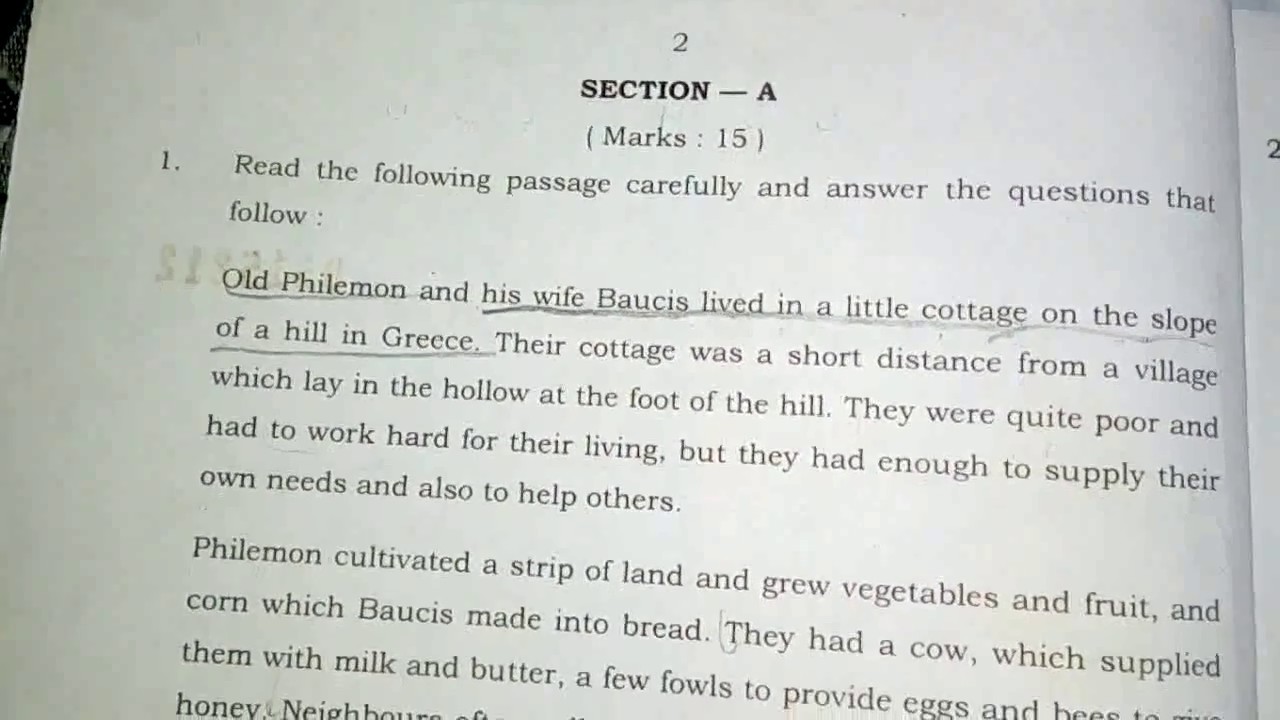 2
SECTION — A
( Marks : 15 )
1. Read the following passage carefully and answer the questions that
follow :
Old Philemon and his wife Baucis lived in a little cottage on the slope
of a hill in Greece. Their cottage was a short distance from a village
which lay in the hollow at the foot of the hill. They were quite poor and
had to work hard for their living, but they had enough to supply their
own needs and also to help others.
Philemon cultivated a strip of land and grew vegetables and fruit, and
corn which Baucis made into bread. They had a cow, which supplied
them with milk and butter, a few fowls to provide eggs and bees to give
honey. Neighbours
2